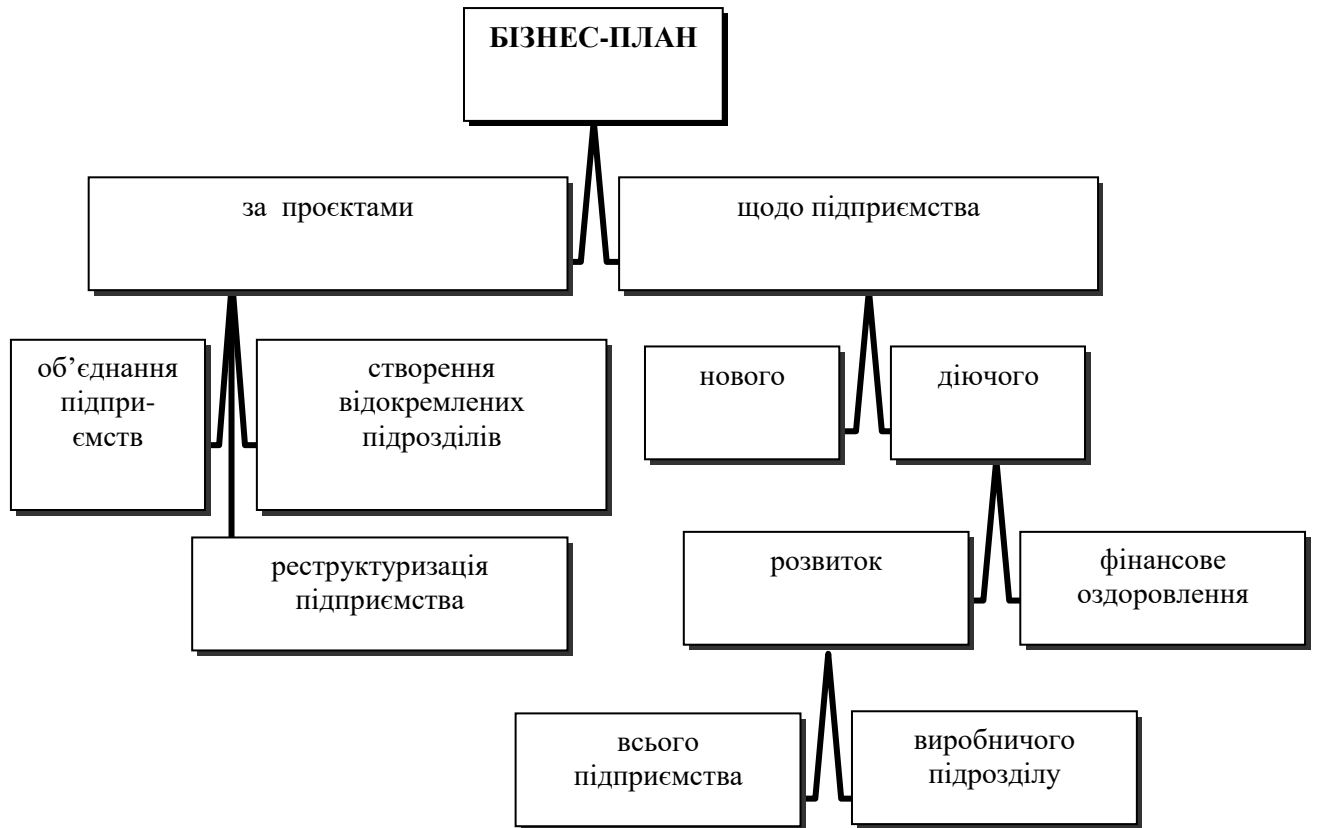 БІЗНЕС-ПЛАН
за проєктами
щодо підприємства
об’єднання
підпри-
ємств
створення
відокремлених
підрозділів
нового
діючого
реструктуризація
підприємства
розвиток
фінансове
оздоровлення
всього
підприємства
виробничого
підрозділу